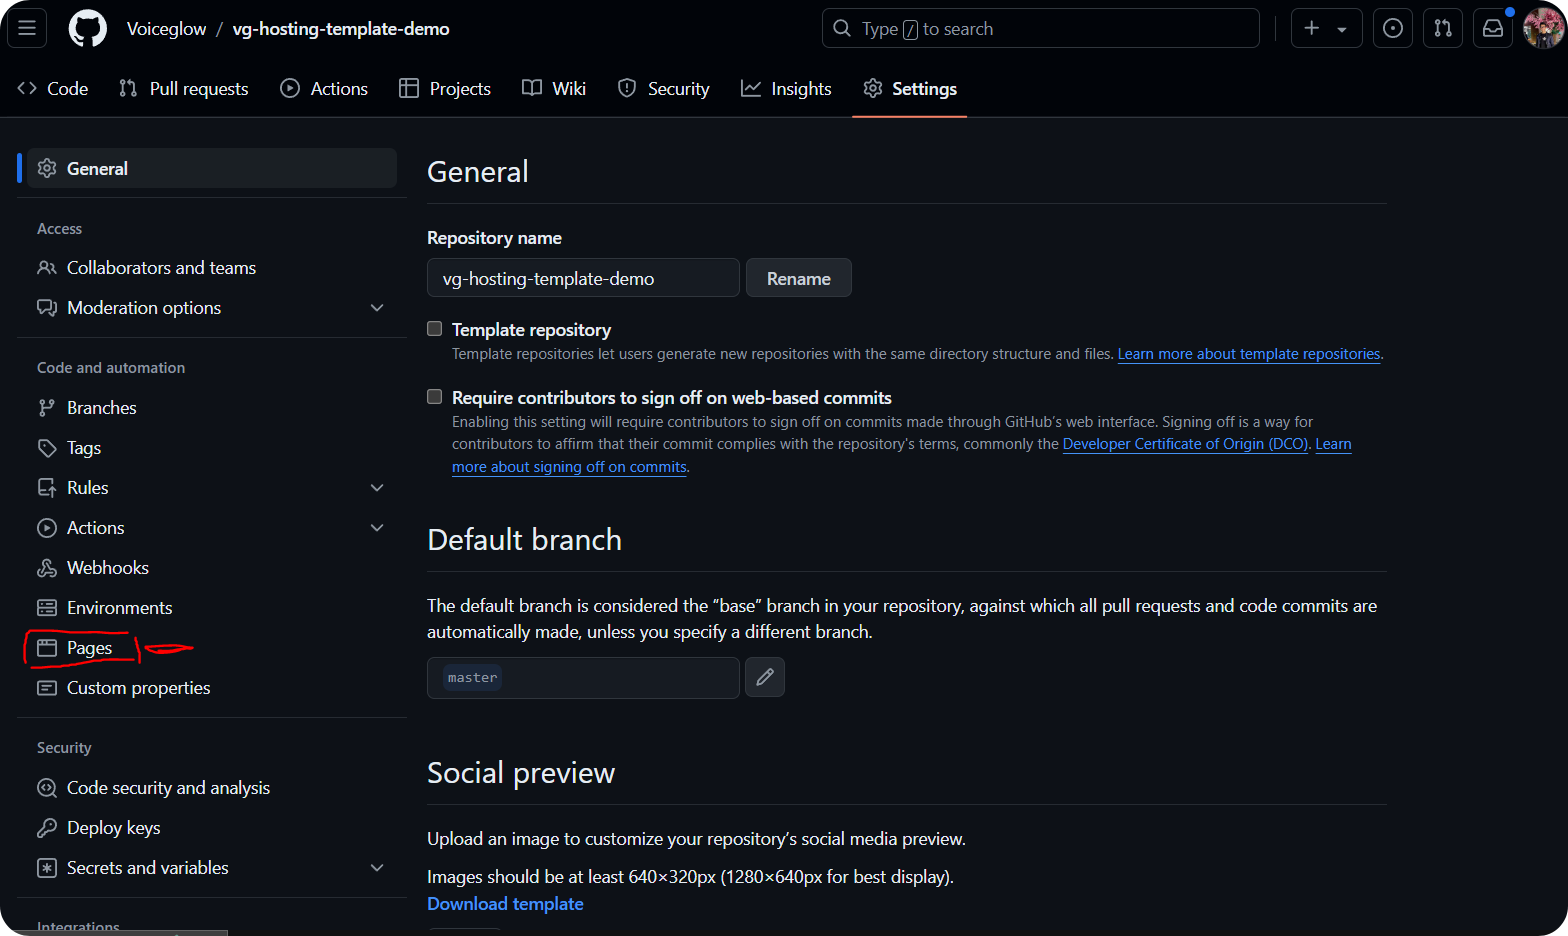 Voiceglow / vg-hosting-template-demo
Type / to search
Code
Pull requests
Actions
Projects
Wiki
Security
Insights
Settings
General
Access
Collaborators and teams
Moderation options
Code and automation
Branches
Tags
Rules
Actions
Webhooks
Environments
Pages
Custom properties
Security
Code security and analysis
Deploy keys
Secrets and variables
Integrations
General
Repository name
vg-hosting-template-demo
Rename
Template repository
Template repositories let users generate new repositories with the same directory structure and files. Learn more about template repositories.
Require contributors to sign off on web-based commits
Enabling this setting will require contributors to sign off on commits made through GitHub's web interface. Signing off is a way for
contributors to affirm that their commit complies with the repository's terms, commonly the Developer Certificate of Origin (DCO). Learn
more about signing off on commits.
Default branch
The default branch is considered the “base” branch in your repository, against which all pull requests and code commits are
automatically made, unless you specify a different branch.
master
Social preview
Upload an image to customize your repository’s social media preview.
Images should be at least 640×320px (1280×640px for best display).
Download template